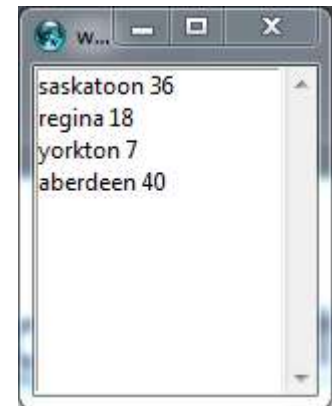 w...
saskatoon 36
regina 18
yorkton 7
aberdeen 40